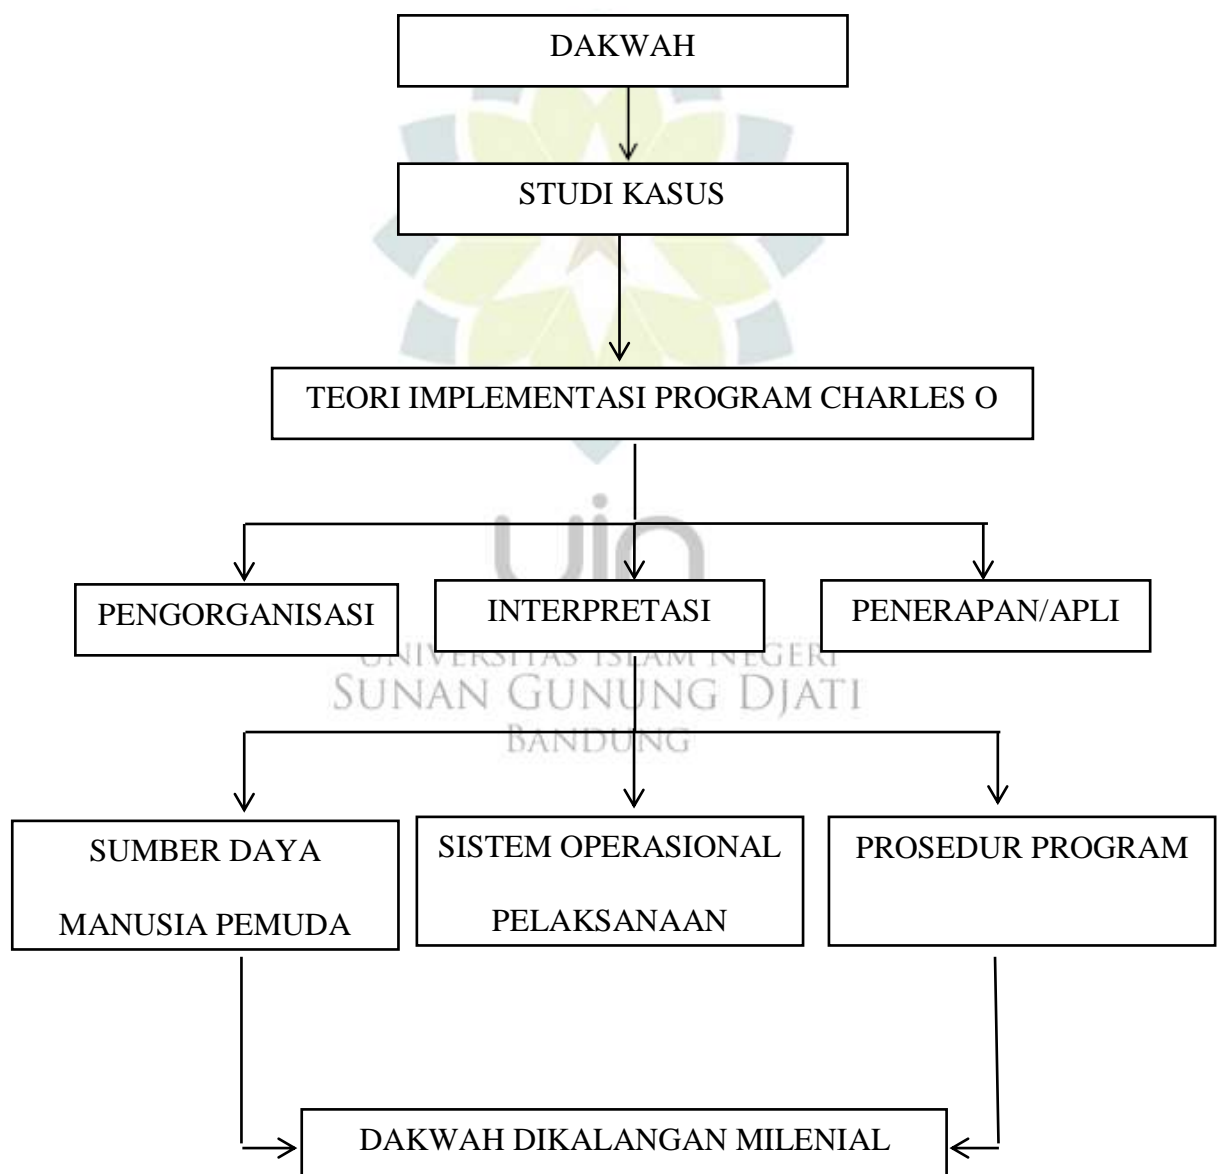 DAKWAH
STUDI KASUS
TEORI IMPLEMENTASI PROGRAM CHARLES O
uin
PENGORGANISASI
INTERPRETASI
PENERAPAN/APLI
UNIVERSITAS ISLAM NEGERI
SUNAN GUNUNG DJATI
BANDUNG
SUMBER DAYA
MANUSIA PEMUDA
SISTEM OPERASIONAL
PELAKSANAAN
PROSEDUR PROGRAM
DAKWAH DIKALANGAN MILENIAL